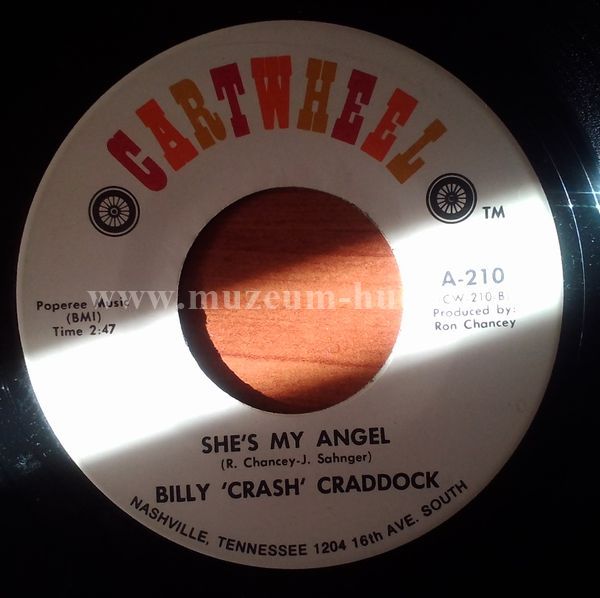 CARTWHEEL
TM
Poperee Music
(BMI)
Time 2:47
A-210
CW-210-B
Produced by:
Ron Chancey
www.muzeum-hu
SHE'S MY ANGEL
(R. Chancey-J. Sahnger)
BILLY 'CRASH' CRADDOCK
NASHVILLE, TENNESSEE 1204 16th AVE. SOUTH